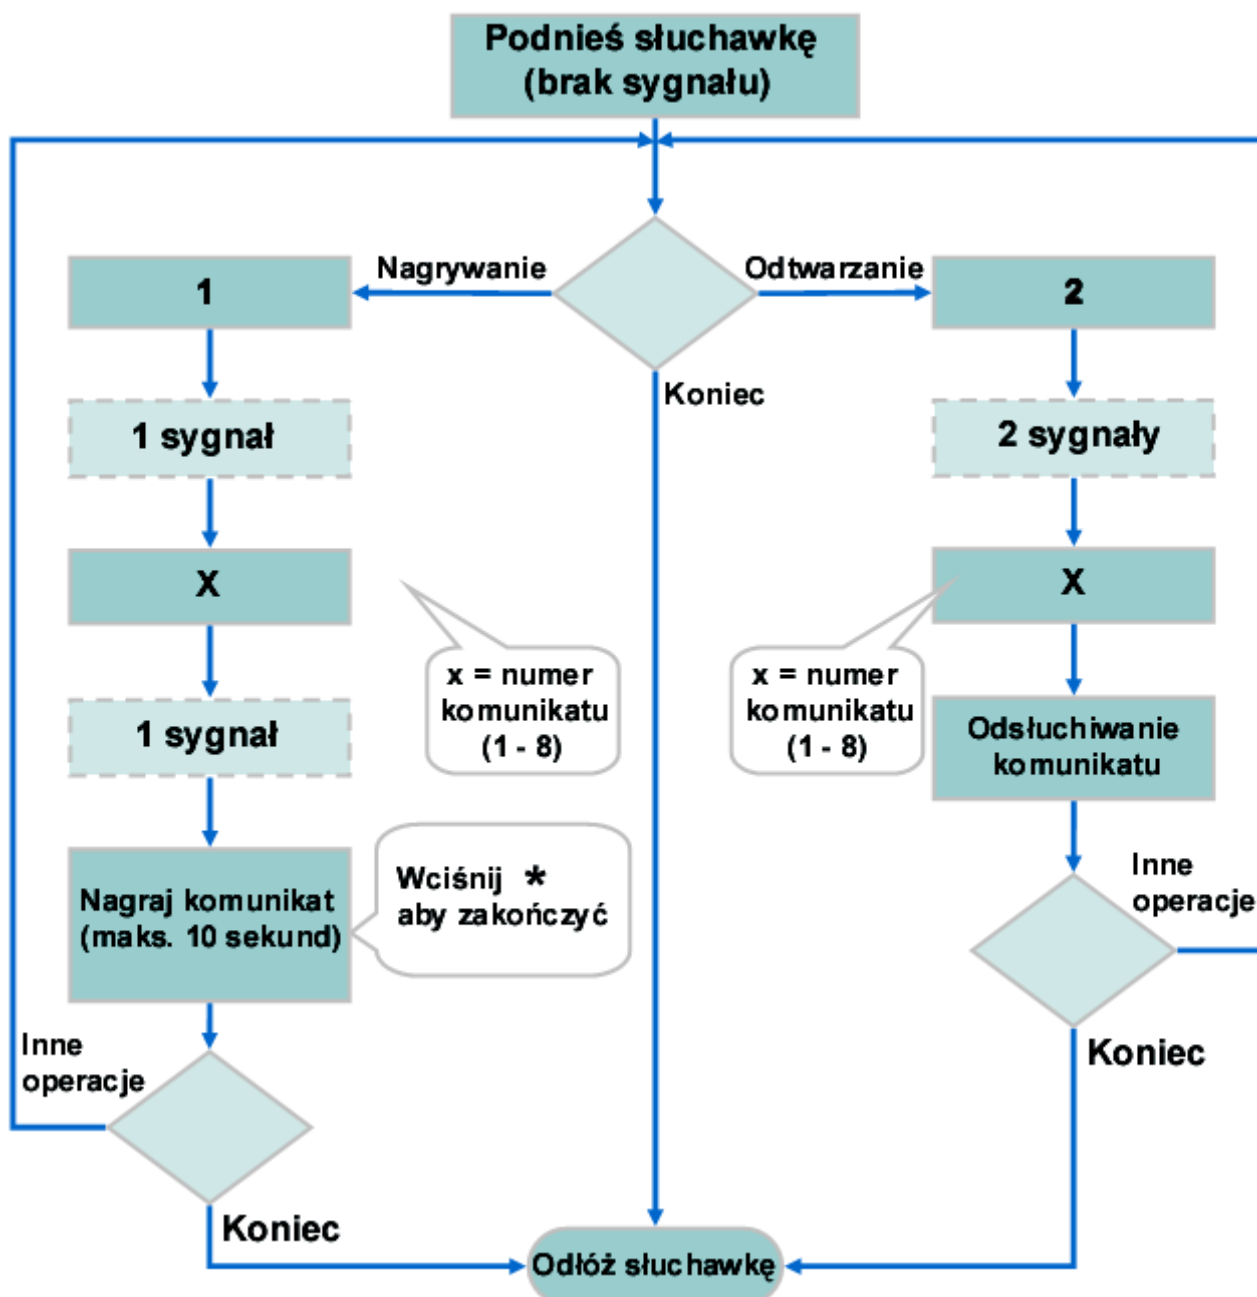 Podnieś słuchawkę
(brak sygnału)
Nagrywanie
Odtwarzanie
1
2
Koniec
1 sygnał
2 sygnały
X
X
x = numer
komunikatu
(1 - 8)
x = numer
komunikatu
(1 - 8)
1 sygnał
Odsłuchiwanie
komunikatu
Nagraj komunikat
(maks. 10 sekund)
Wciśnij *
aby zakończyć
Inne
operacje
Inne
operacje
Koniec
Koniec
Odłóż słuchawkę